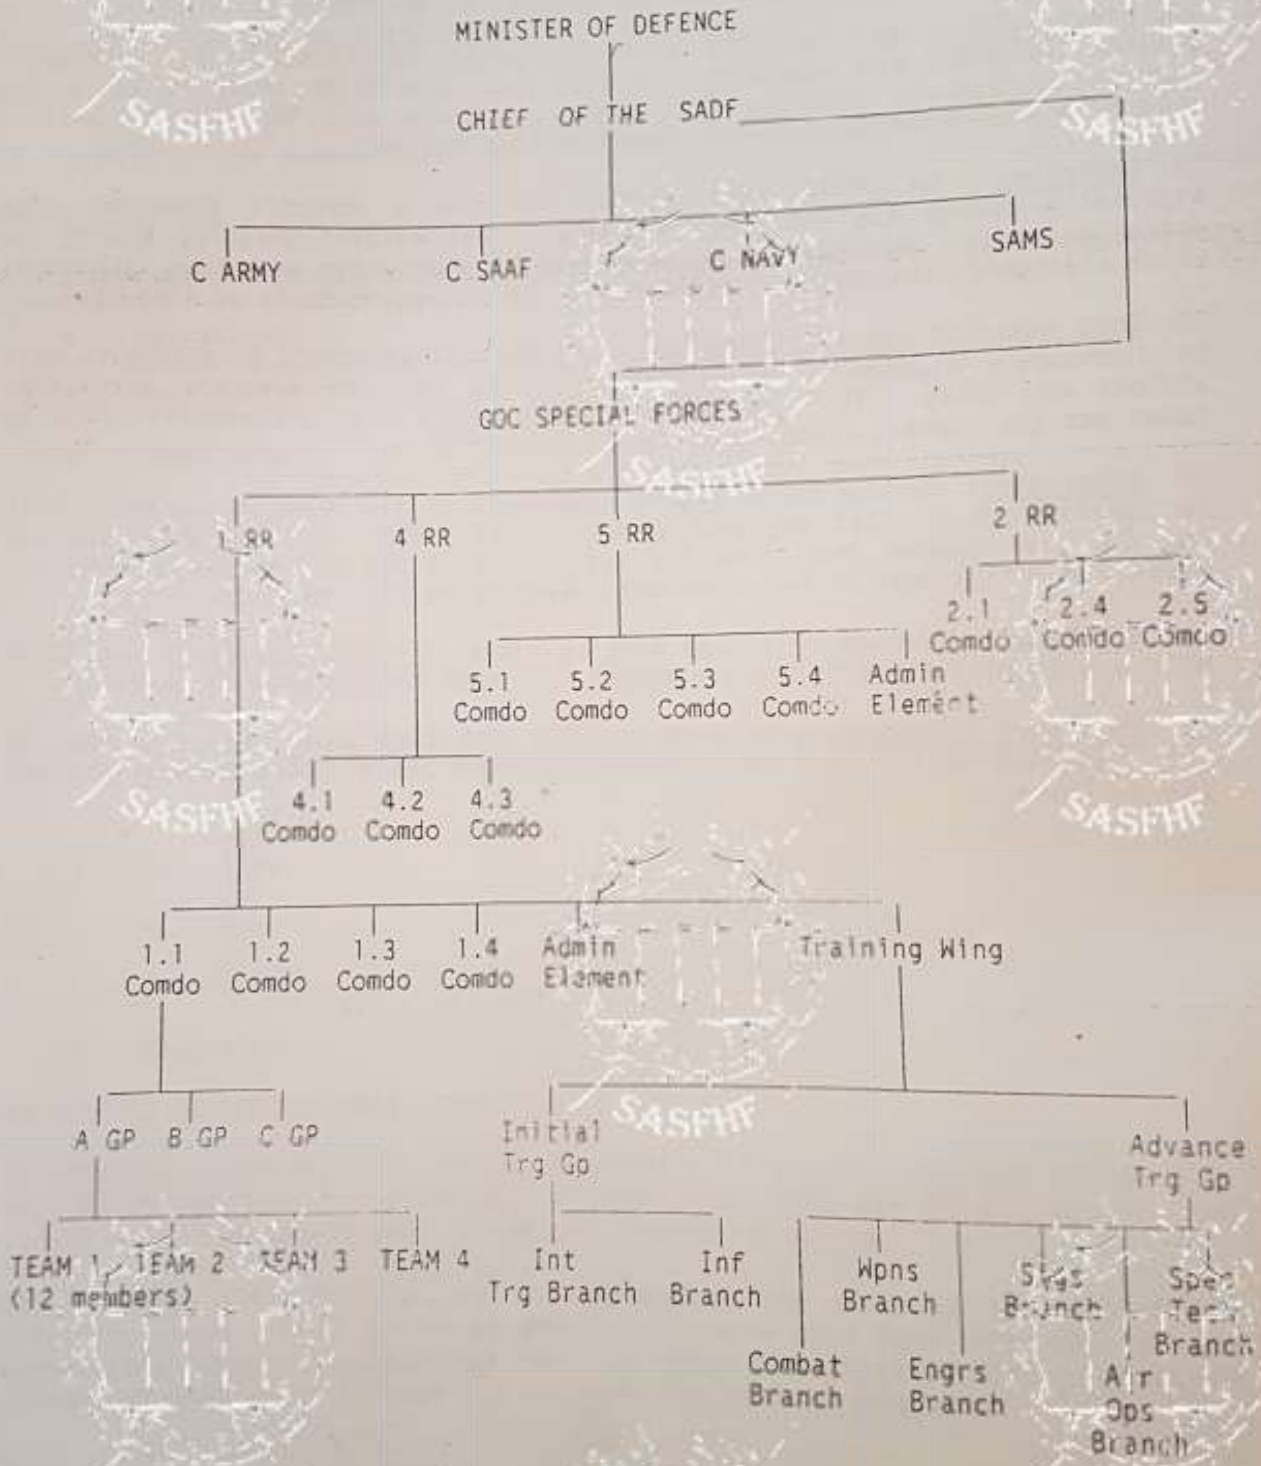 MINISTER OF DEFENCE
CHIEF OF THE SADF
C ARMY
C SAAF
C NAVY
SAMS
GOC SPECIAL FORCES
1 RR
4 RR
5 RR
2 RR
2.1
Comdo
2.4
Comdo
2.5
Comdo
5.1
Comdo
5.2
Comdo
5.3
Comdo
5.4
Comdo
Admin
Element
4.1
Comdo
4.2
Comdo
4.3
Comdo
1.1
Comdo
1.2
Comdo
1.3
Comdo
1.4
Comdo
Admin
Element
Training Wing
A GP
B GP
C GP
Initial
Trg Gp
Advance
Trg Gp
TEAM 1
(12 members)
TEAM 2
TEAM 3
TEAM 4
Int
Trg Branch
Inf
Branch
Combat
Branch
Wpns
Branch
Engrs
Branch
Sigs
Branch
Air
Ops
Branch
Spec
Tech
Branch
SASFHF
SASFHF
SASFHF
SASFHF
SASFHF
SASFHF